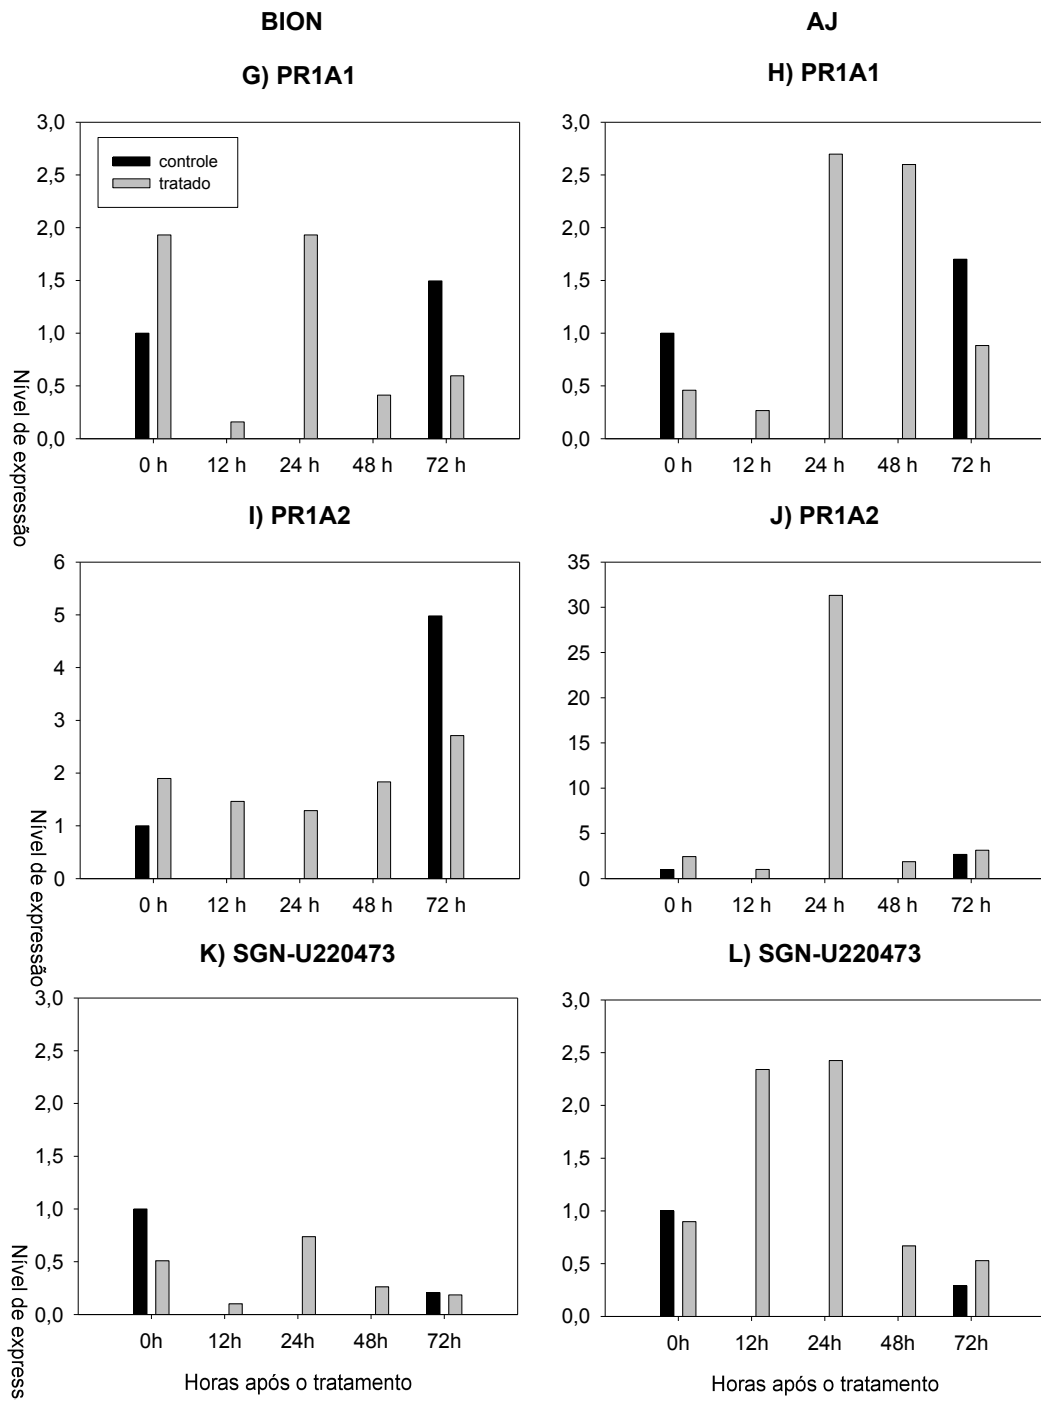 BION
AJ
G) PR1A1
H) PR1A1
3,0
2,5
2,0
1,5
1,0
0,5
0,0
controle
tratado
0 h 12 h 24 h 48 h 72 h
3,0
2,5
2,0
1,5
1,0
0,5
0,0
0 h 12 h 24 h 48 h 72 h
Nível de expressão
I) PR1A2
J) PR1A2
6
5
4
3
2
1
0
0 h 12 h 24 h 48 h 72 h
35
30
25
20
15
10
5
0
0 h 12 h 24 h 48 h 72 h
Nível de expressão
K) SGN-U220473
L) SGN-U220473
3,0
2,5
2,0
1,5
1,0
0,5
0,0
0h 12h 24h 48h 72h
Horas após o tratamento
3,0
2,5
2,0
1,5
1,0
0,5
0,0
0h 12h 24h 48h 72h
Horas após o tratamento
Nível de express